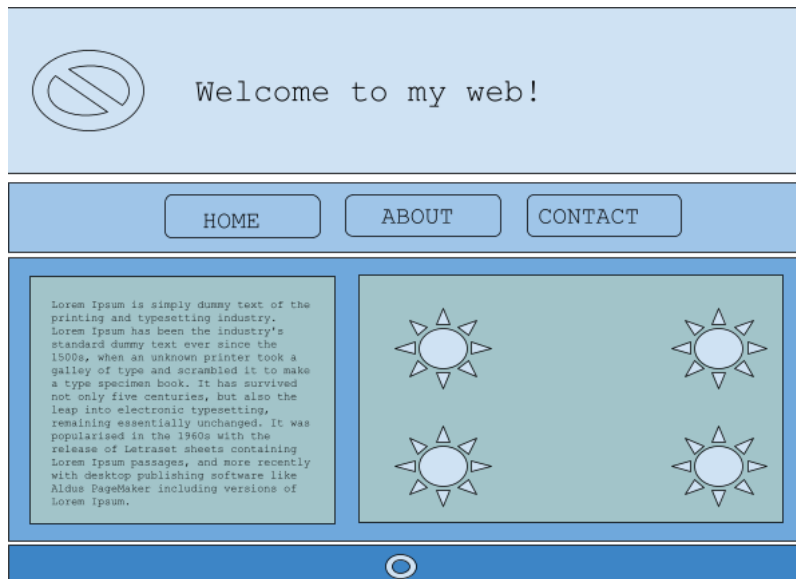 Welcome to my web!
HOME
ABOUT
CONTACT
Lorem Ipsum is simply dummy text of the
printing and typesetting industry.
Lorem Ipsum has been the industry's
standard dummy text ever since the
1500s, when an unknown printer took a
galley of type and scrambled it to make
a type specimen book. It has survived
not only five centuries, but also the
leap into electronic typesetting,
remaining essentially unchanged. It was
popularised in the 1960s with the
release of Letraset sheets containing
Lorem Ipsum passages, and more recently
with desktop publishing software like
Aldus PageMaker including versions of
Lorem Ipsum.